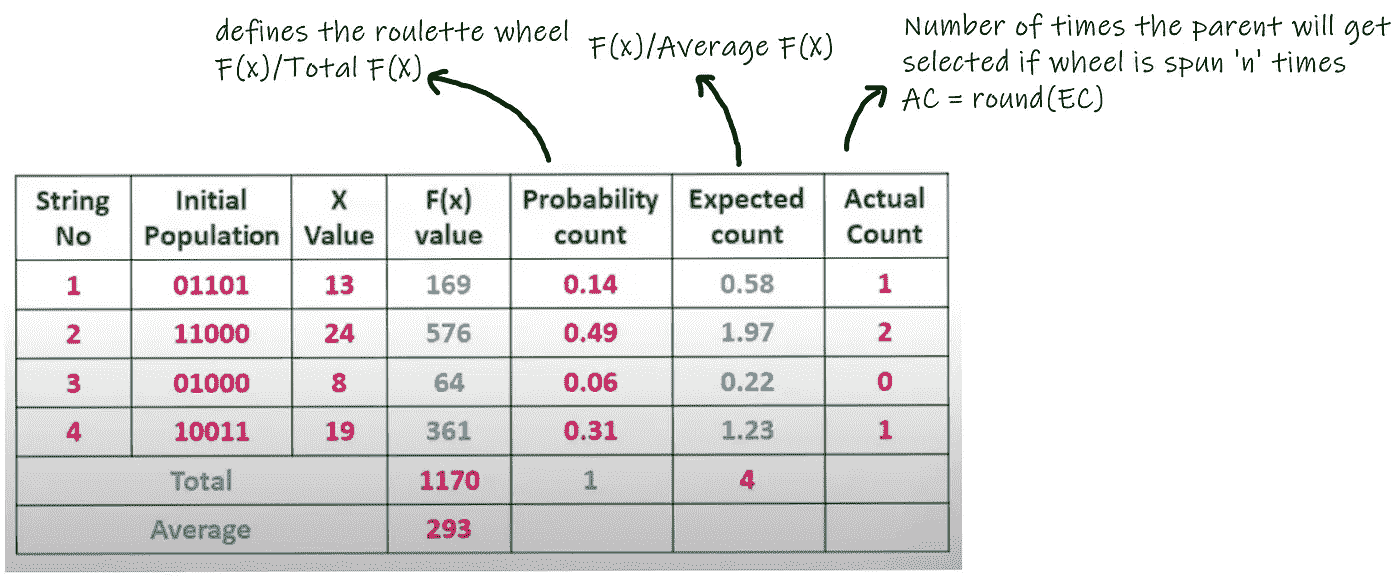 defines the roulette wheel
F(x)/Total F(X)
F(x)/Average F(X)
Number of times the parent will get
selected if wheel is spun 'n' times
AC = round(EC)
String No Initial Population X Value F(x) value Probability count Expected count Actual Count
1 01101 13 169 0.14 0.58 1
2 11000 24 576 0.49 1.97 2
3 01000 8 64 0.06 0.22 0
4 10011 19 361 0.31 1.23 1
Total 1170 1 4
Average 293